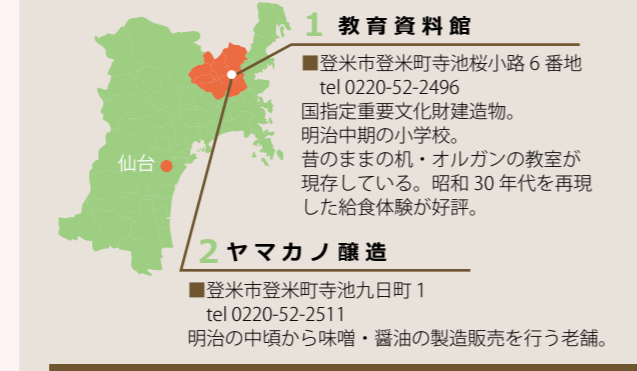 1 教育資料館
■登米市登米町寺池桜小路 6 番地
tel 0220-52-2496
国指定重要文化財建造物。
明治中期の小学校。
昔のままの机・オルガンの教室が
現存している。昭和 30 年代を再現
した給食体験が好評。
仙台
2 ヤマカノ醸造
■登米市登米町寺池九日町 1
tel 0220-52-2511
明治の中頃から味噌・醤油の製造販売を行う老舗。